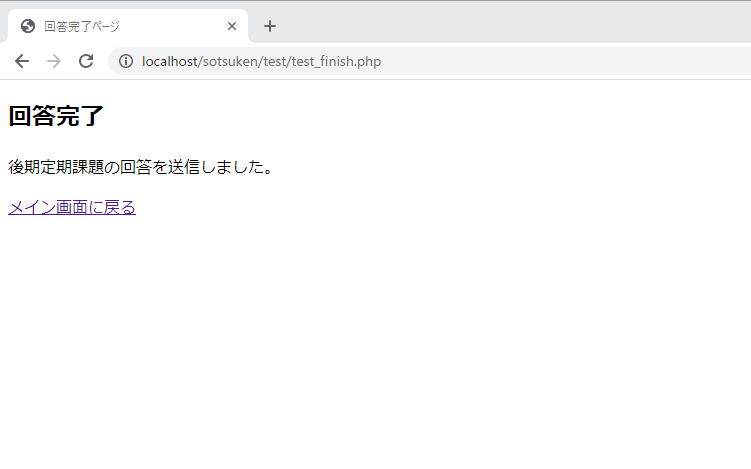 回答完了ページ
localhost/sotsuken/test/test_finish.php
回答完了
後期定期課題の回答を送信しました。
メイン画面に戻る